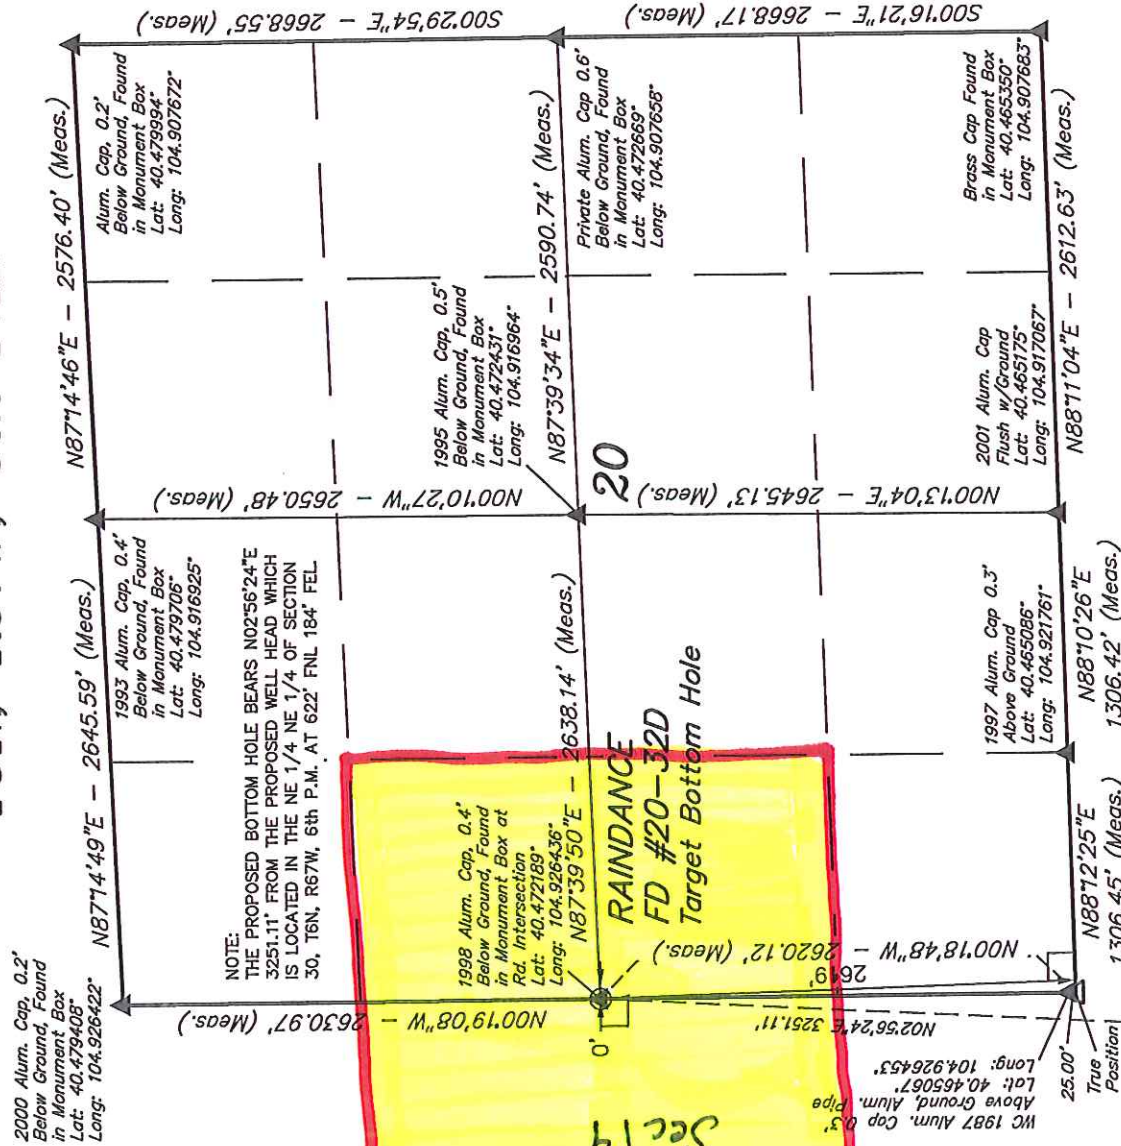 S00°29'54"E – 2668.55' (Meas.)
S00°16'21"E – 2668.17' (Meas.)
N87°14'46"E – 2576.40' (Meas.)
Alum. Cap, 0.2'
Below Ground, Found
in Monument Box
Lat: 40.479994°
Long: 104.907672°
Private Alum. Cap 0.6'
Below Ground, Found
in Monument Box
Lat: 40.472669°
Long: 104.907658°
Brass Cap Found
in Monument Box
Lat: 40.465350°
Long: 104.907683°
1995 Alum. Cap, 0.5'
Below Ground, Found
in Monument Box
Lat: 40.472431°
Long: 104.916964°
N87°39'34"E – 2590.74' (Meas.)
2001 Alum. Cap
Flush w/Ground
Lat: 40.465175°
Long: 104.917067°
N88°11'04"E – 2612.63' (Meas.)
N00°10'27"W – 2650.48' (Meas.)
20
N00°13'04"E – 2645.13' (Meas.)
N87°14'49"E – 2645.59' (Meas.)
1993 Alum. Cap, 0.4'
Below Ground, Found
in Monument Box
Lat: 40.479706°
Long: 104.916925°
NOTE:
THE PROPOSED BOTTOM HOLE BEARS N02°56'24"E
3251.11' FROM THE PROPOSED WELL HEAD WHICH
IS LOCATED IN THE NE 1/4 NE 1/4 OF SECTION
30, T6N, R67W, 6th P.M. AT 622' FNL 184' FEL.
1998 Alum. Cap, 0.4'
Below Ground, Found
in Monument Box at
Rd. Intersection
Lat: 40.472189°
Long: 104.926436°
N87°39'50"E – 2638.14' (Meas.)
RAINDANCE
FD #20-32D
Target Bottom Hole
1997 Alum. Cap 0.3'
Above Ground
Lat: 40.465086°
Long: 104.921761°
N88°10'26"E
1306.42' (Meas.)
N88°12'25"E
1306.45' (Meas.)
2000 Alum. Cap, 0.2'
Below Ground, Found
in Monument Box
Lat: 40.479408°
Long: 104.926422°
N00°19'08"W – 2630.97' (Meas.)
0'
N00°18'48"W – 2620.12' (Meas.)
2619'
N02°56'24"E 3251.11'
Sec 19
WC 1987 Alum. Cap 0.3'
Above Ground, Alum. Pipe
Lat: 40.465067°
Long: 104.926453°
25.00'
True
Position